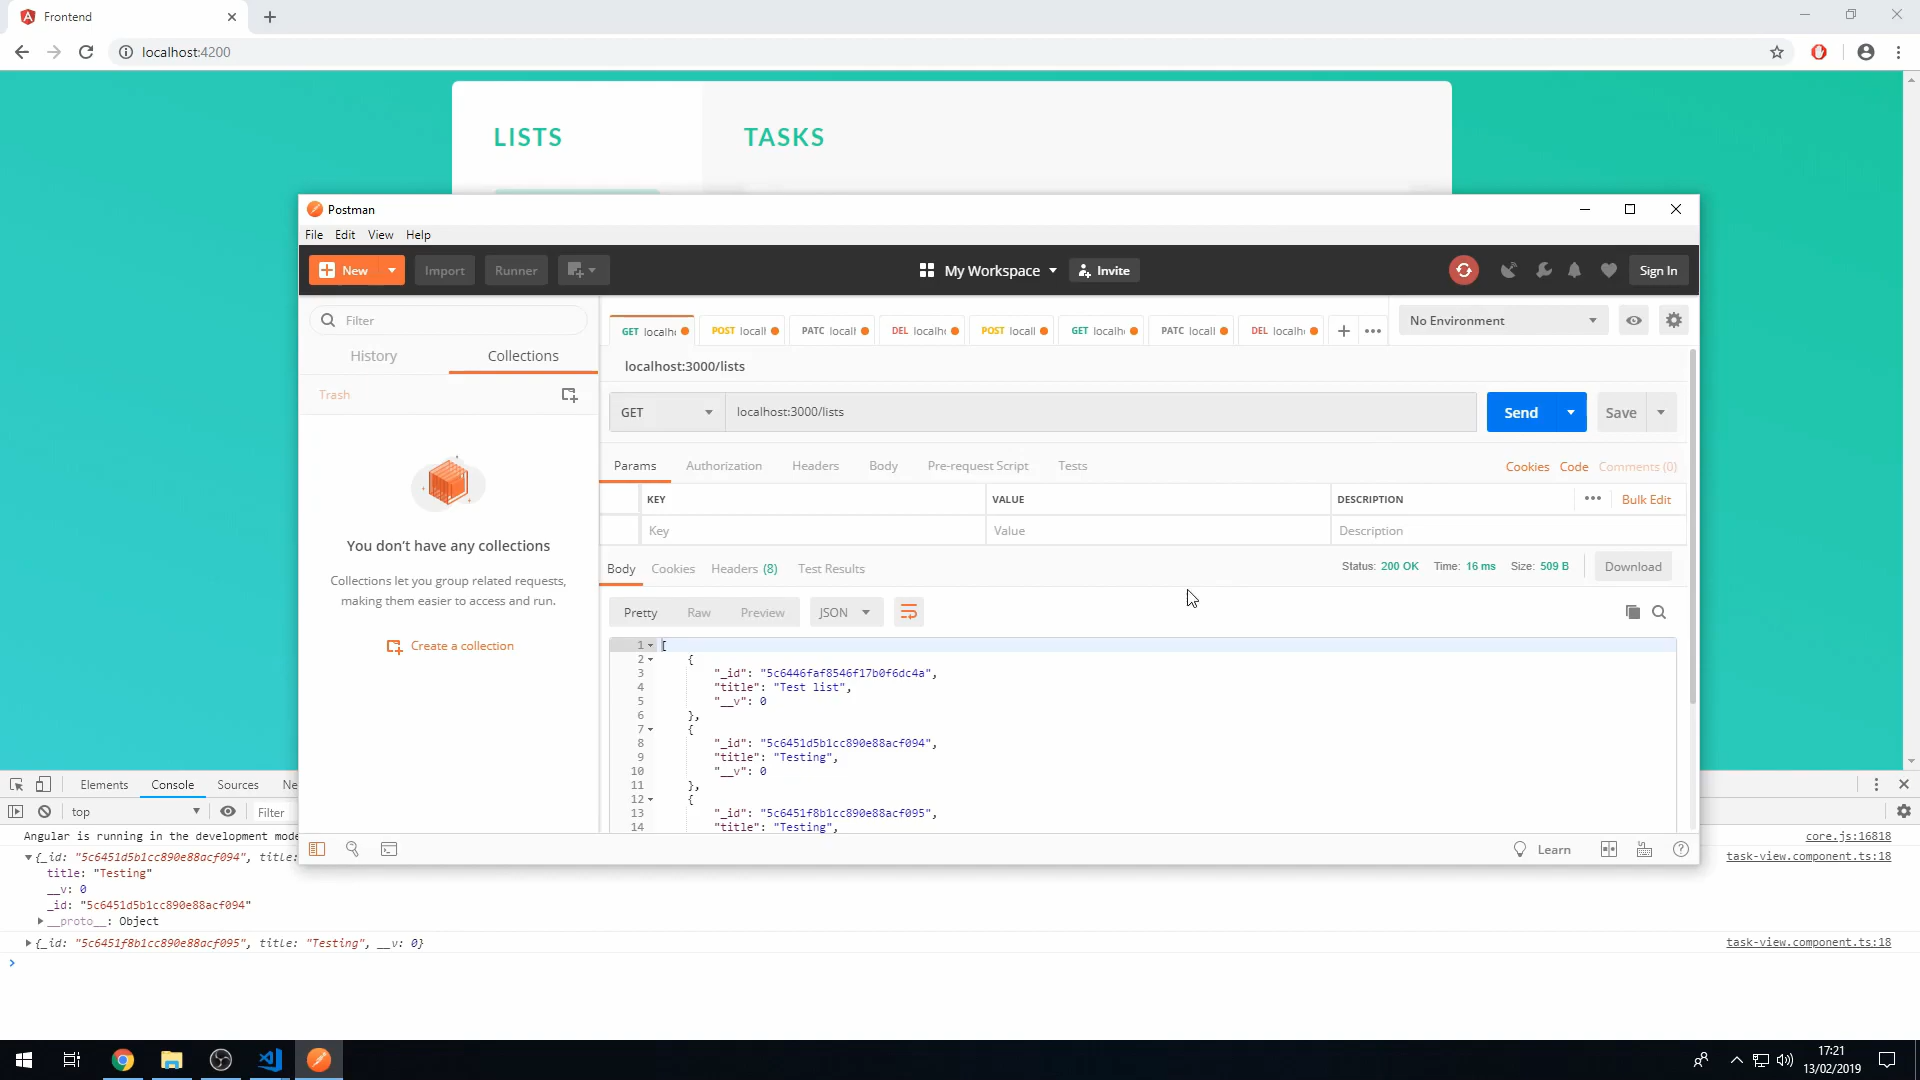 Frontend
localhost:4200
LISTS
TASKS
Postman
File Edit View Help
New
Import
Runner
My Workspace
Invite
Sign In
Filter
History
Collections
Trash
GET localh
POST locall
PATC locall
DEL localh
POST locall
GET localh
PATC locall
DEL localh
No Environment
localhost:3000/lists
GET
localhost:3000/lists
Send
Save
Params
Authorization
Headers
Body
Pre-request Script
Tests
Cookies
Code
Comments (0)
KEY
VALUE
DESCRIPTION
Bulk Edit
Key
Value
Description
You don't have any collections
Collections let you group related requests,
making them easier to access and run.
Create a collection
Body
Cookies
Headers (8)
Test Results
Status: 200 OK
Time: 16 ms
Size: 509 B
Download
Pretty
Raw
Preview
JSON
1 [
2 {
3 "_id": "5c6446faf8546f17b0f6dc4a",
4 "title": "Test list",
5 "__v": 0
6 },
7 {
8 "_id": "5c6451d5b1cc890e88acf094",
9 "title": "Testing",
10 "__v": 0
11 },
12 {
13 "_id": "5c6451f8b1cc890e88acf095",
14 "title": "Testing",
Learn
Elements
Console
Sources
Ne
top
Filter
Angular is running in the development mode
core.js:16818
{_id: "5c6451d5b1cc890e88acf094", title:
task-view.component.ts:18
title: "Testing"
__v: 0
_id: "5c6451d5b1cc890e88acf094"
__proto__: Object
{_id: "5c6451f8b1cc890e88acf095", title: "Testing", __v: 0}
task-view.component.ts:18
17:21
13/02/2019